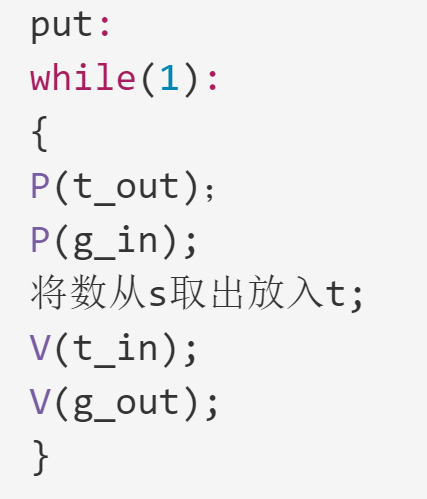 put:
while(1):
{
P(t_out);
P(g_in);
将数从s取出放入t;
V(t_in);
V(g_out);
}